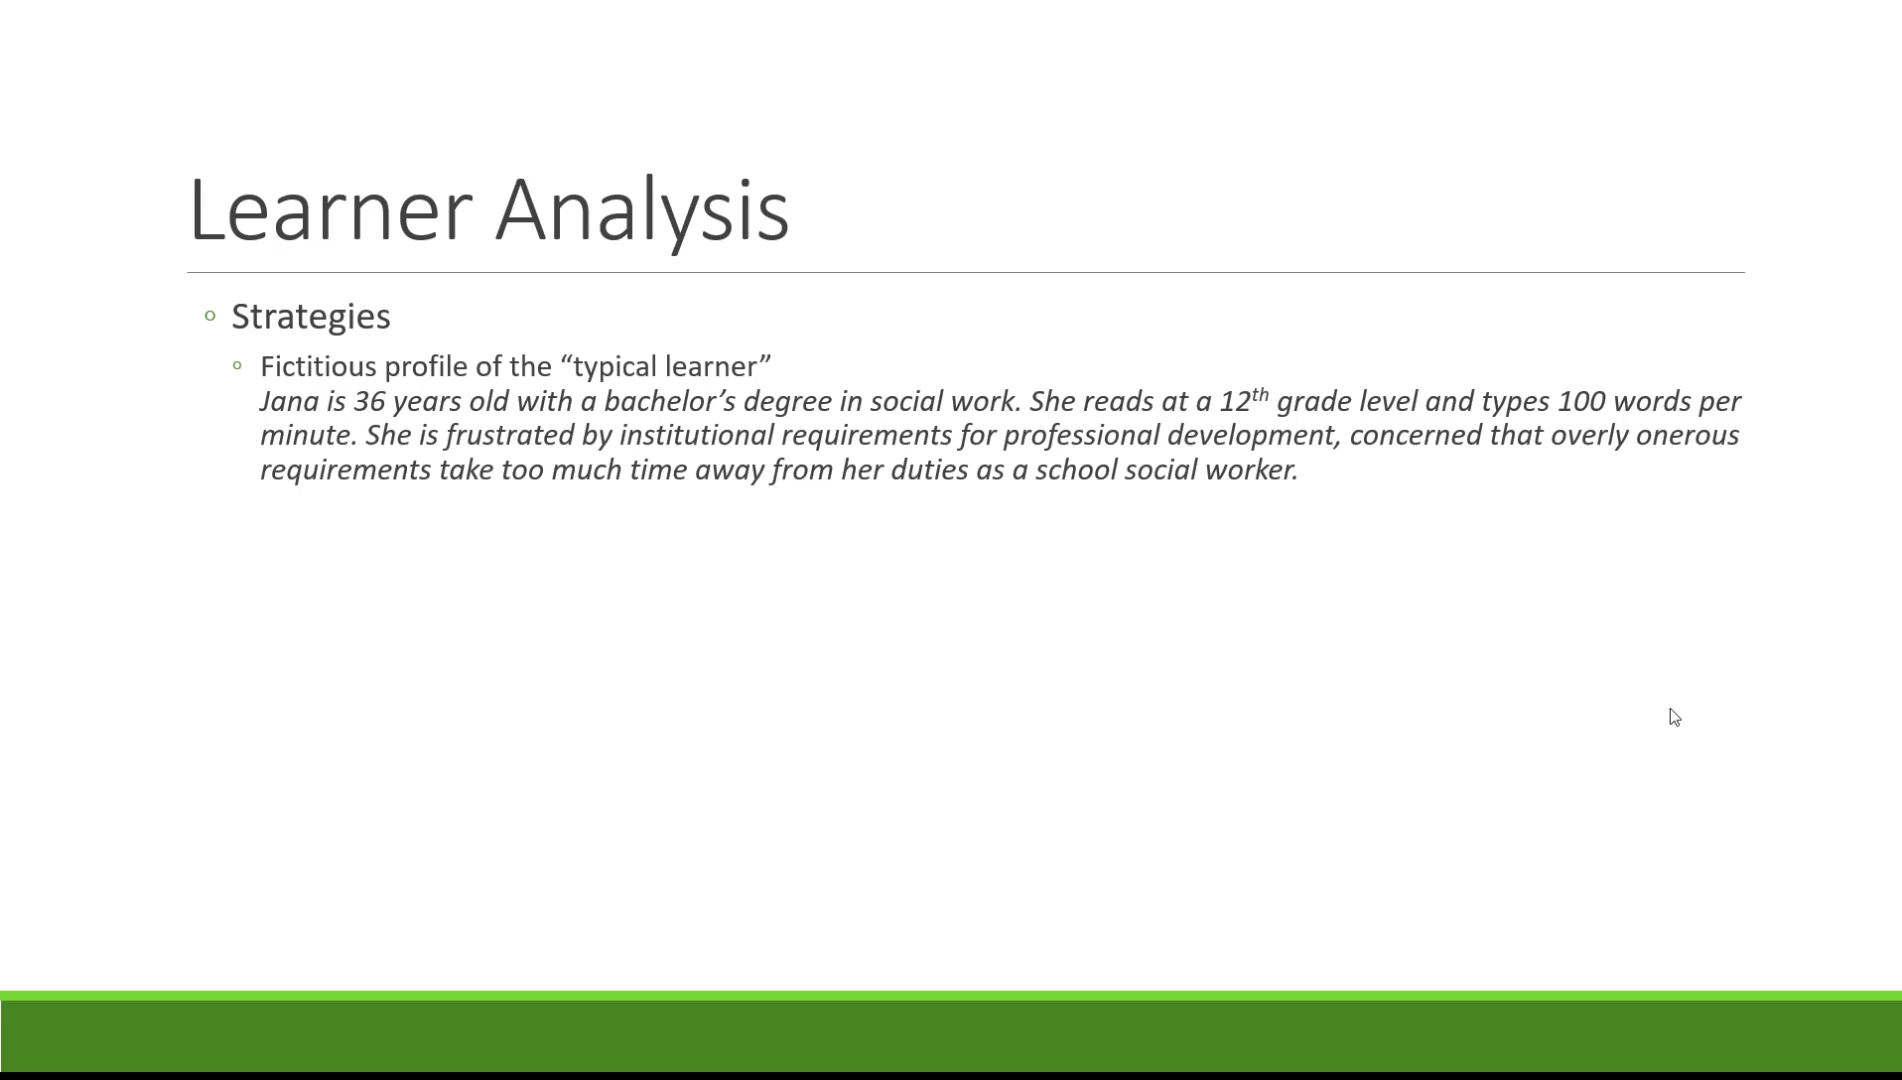 Learner Analysis
Strategies
Fictitious profile of the “typical learner”
Jana is 36 years old with a bachelor’s degree in social work. She reads at a 12th grade level and types 100 words per
minute. She is frustrated by institutional requirements for professional development, concerned that overly onerous
requirements take too much time away from her duties as a school social worker.